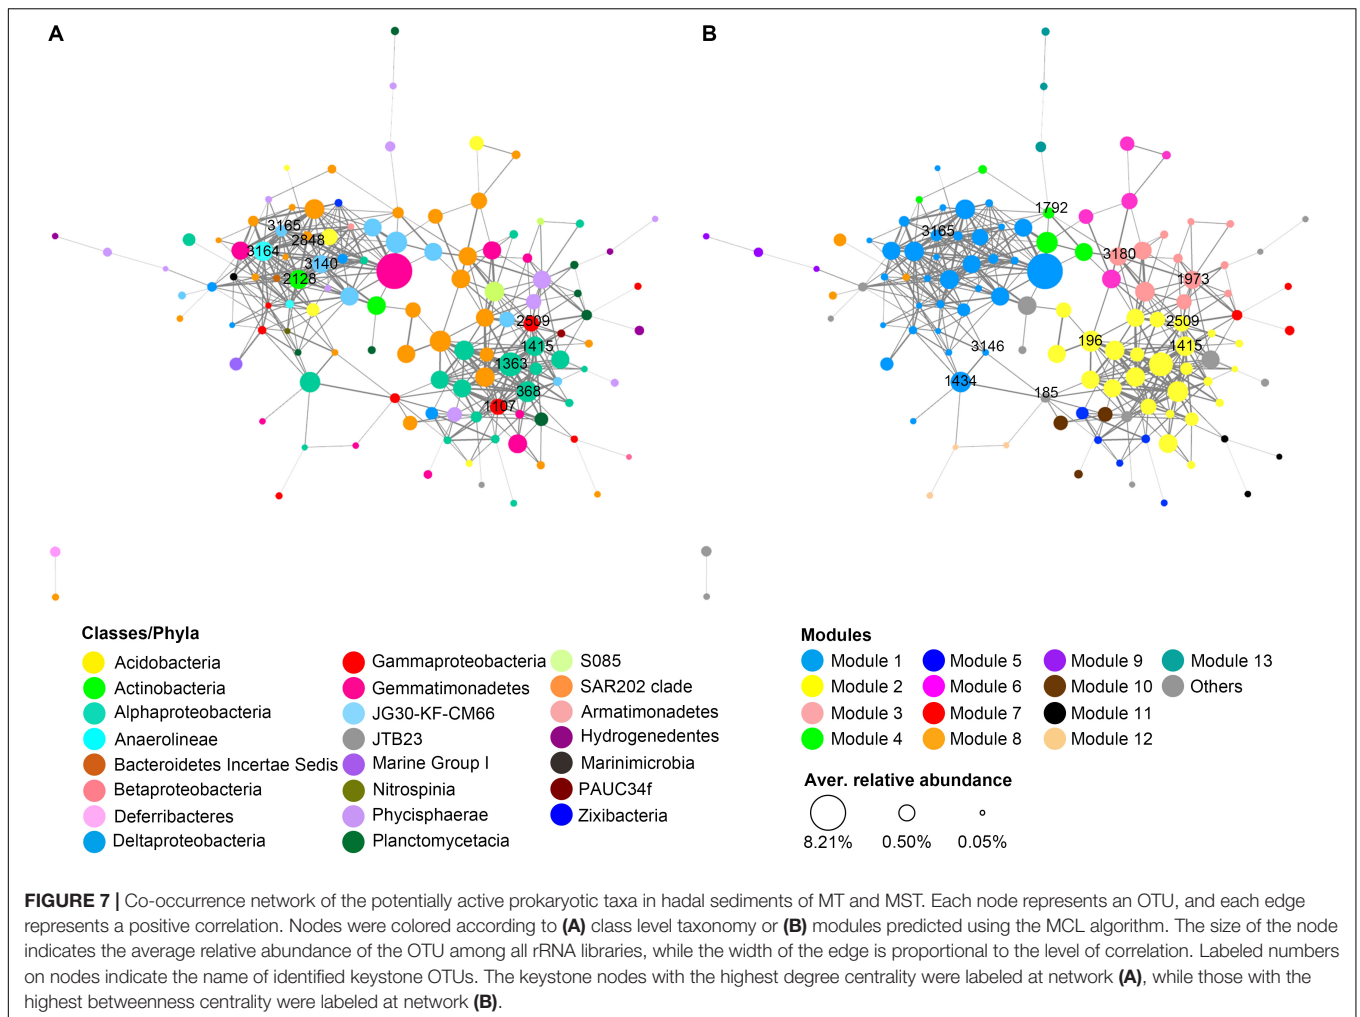 A
B
3165
2848
3164
3140
2128
2509
1415
1363
368
1107
1792
3165
3180
1973
2509
196
1415
3146
1434
185
Classes/Phyla
Acidobacteria
Actinobacteria
Alphaproteobacteria
Anaerolineae
Bacteroidetes Incertae Sedis
Betaproteobacteria
Deferribacteres
Deltaproteobacteria
Gammaproteobacteria
Gemmatimonadetes
JG30-KF-CM66
JTB23
Marine Group I
Nitrospinia
Phycisphaerae
Planctomycetacia
S085
SAR202 clade
Armatimonadetes
Hydrogenedentes
Marinimicrobia
PAUC34f
Zixibacteria
Modules
Module 1
Module 2
Module 3
Module 4
Module 5
Module 6
Module 7
Module 8
Module 9
Module 10
Module 11
Module 12
Module 13
Others
Aver. relative abundance
8.21%
0.50%
0.05%
FIGURE 7 | Co-occurrence network of the potentially active prokaryotic taxa in hadal sediments of MT and MST. Each node represents an OTU, and each edge
represents a positive correlation. Nodes were colored according to (A) class level taxonomy or (B) modules predicted using the MCL algorithm. The size of the node
indicates the average relative abundance of the OTU among all rRNA libraries, while the width of the edge is proportional to the level of correlation. Labeled numbers
on nodes indicate the name of identified keystone OTUs. The keystone nodes with the highest degree centrality were labeled at network (A), while those with the
highest betweenness centrality were labeled at network (B).